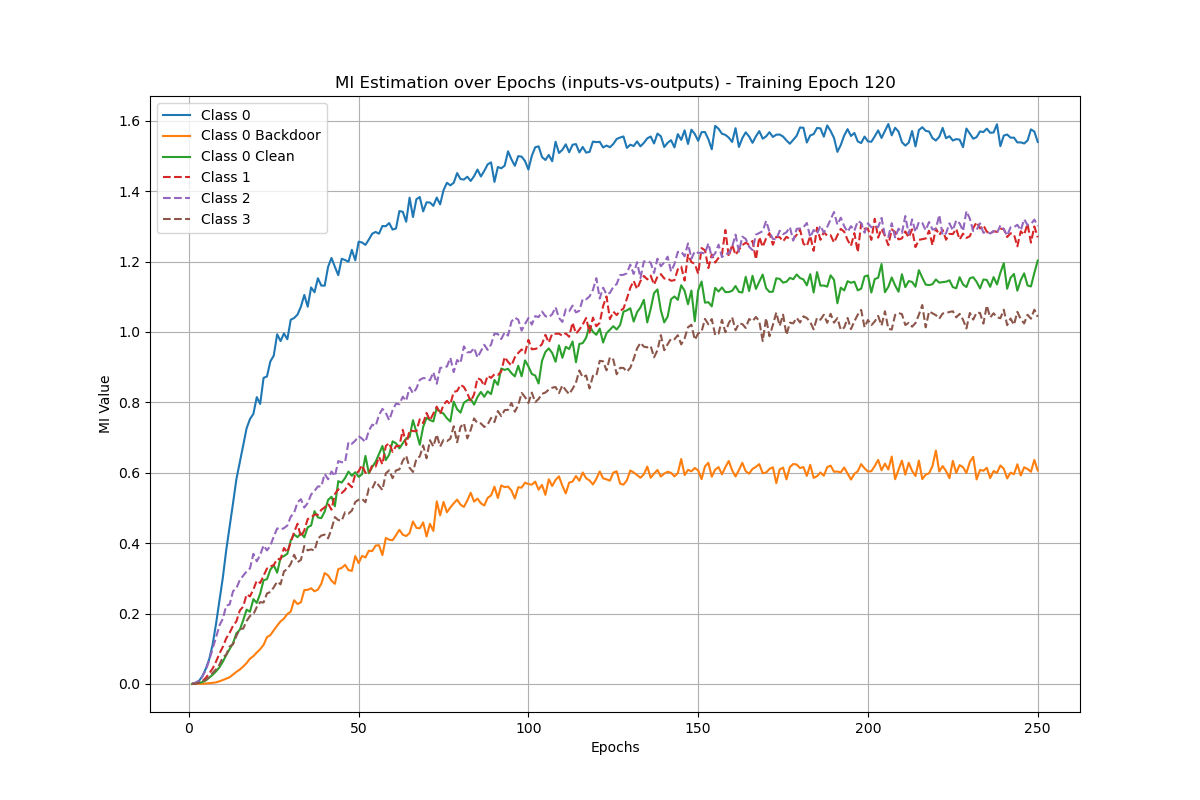 MI Estimation over Epochs (inputs-vs-outputs) - Training Epoch 120
Class 0
Class 0 Backdoor
Class 0 Clean
Class 1
Class 2
Class 3
MI Value
1.6
1.4
1.2
1.0
0.8
0.6
0.4
0.2
0.0
0 50 100 150 200 250
Epochs